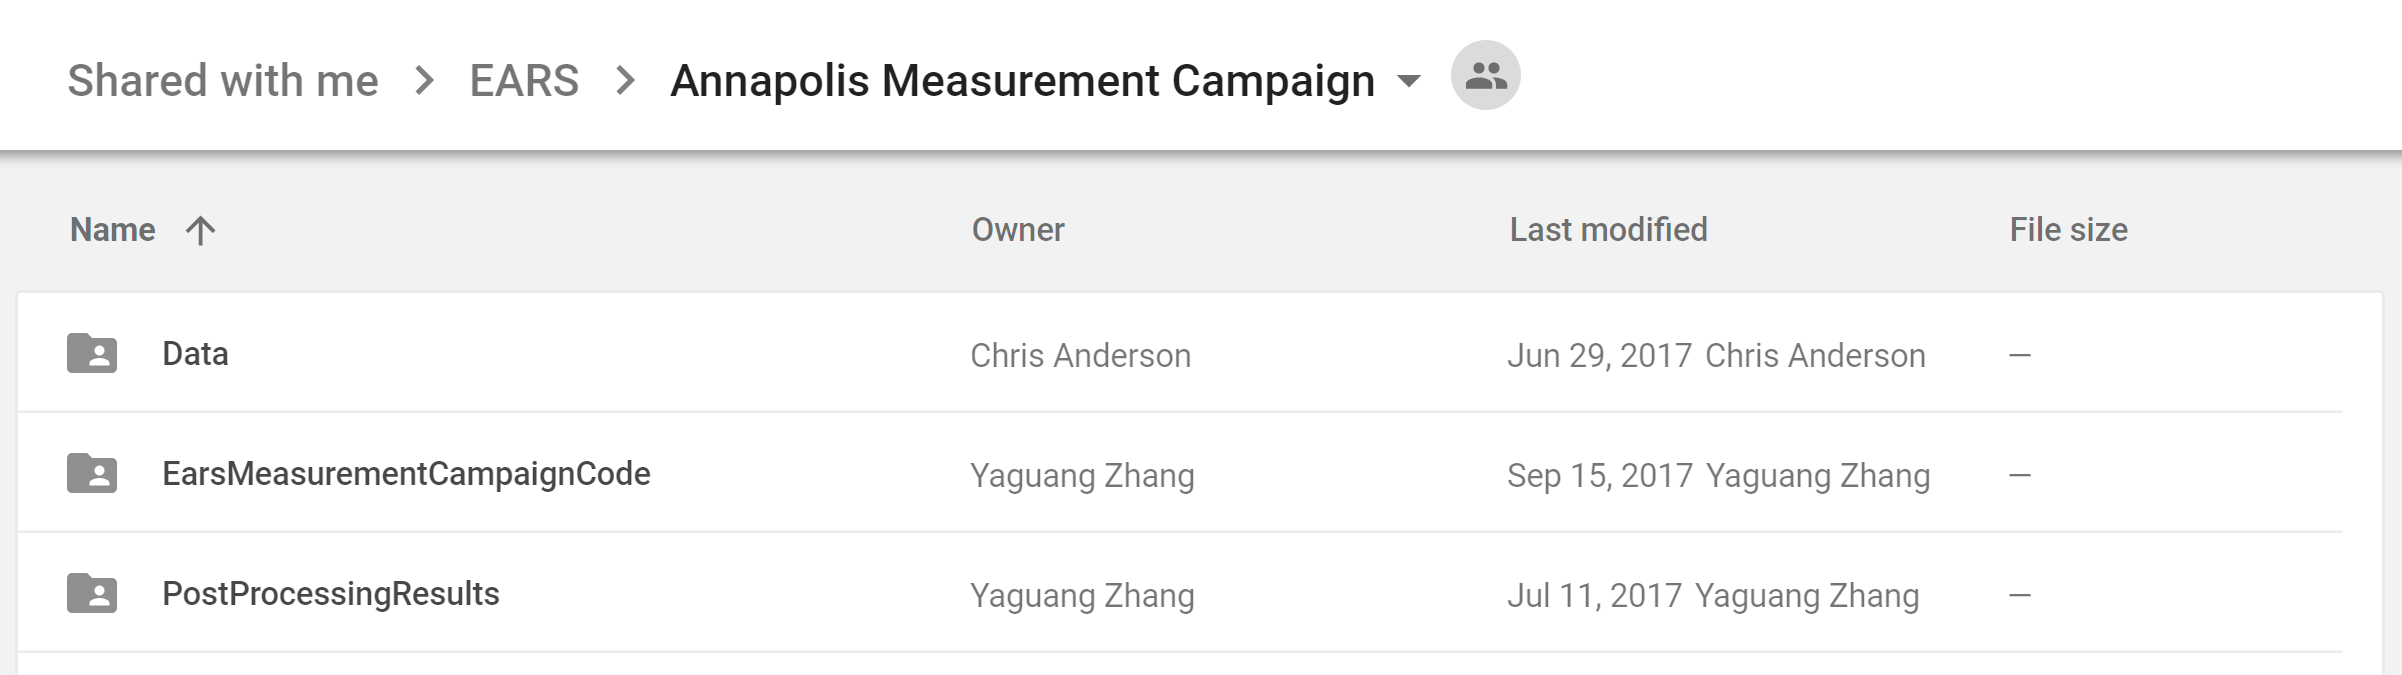 Shared with me > EARS > Annapolis Measurement Campaign
Name Owner Last modified File size
Data Chris Anderson Jun 29, 2017 Chris Anderson —
EarsMeasurementCampaignCode Yaguang Zhang Sep 15, 2017 Yaguang Zhang —
PostProcessingResults Yaguang Zhang Jul 11, 2017 Yaguang Zhang —